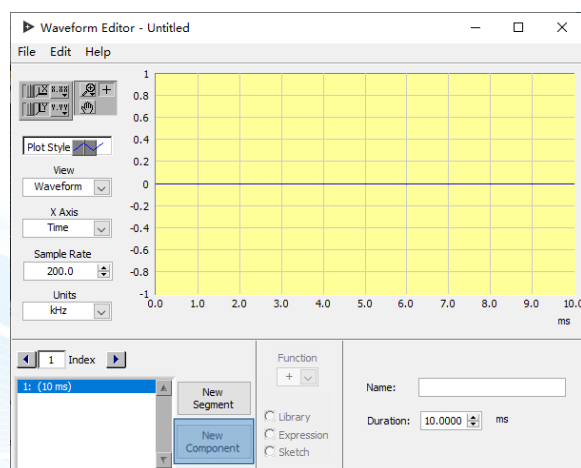 Waveform Editor - Untitled
File Edit Help
X.XX
Y.YY
Plot Style
View
Waveform
X Axis
Time
Sample Rate
200.0
Units
kHz
1
0.8
0.6
0.4
0.2
0
-0.2
-0.4
-0.6
-0.8
-1
0.0 1.0 2.0 3.0 4.0 5.0 6.0 7.0 8.0 9.0 10.0
ms
1 Index
1: (10 ms)
New
Segment
New
Component
Function
+
Library
Expression
Sketch
Name:
Duration: 10.0000 ms